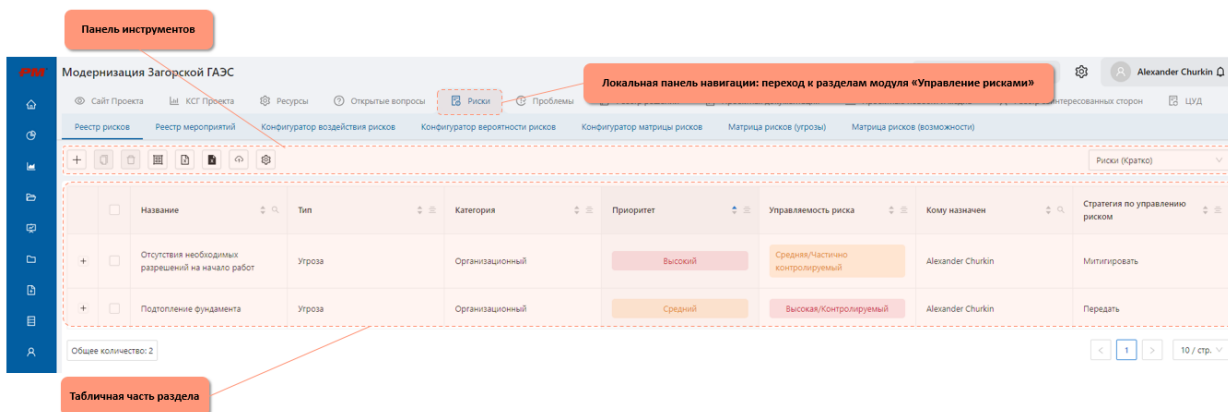 Панель инструментов
PM
Модернизация Загорской ГАЭС
Локальная панель навигации: переход к разделам модуля «Управление рисками»
Alexander Churkin
Сайт Проекта
КСГ Проекта
Ресурсы
Открытые вопросы
Риски
Проблемы
ЦУД
Реестр рисков
Реестр мероприятий
Конфигуратор воздействия рисков
Конфигуратор вероятности рисков
Конфигуратор матрицы рисков
Матрица рисков (угрозы)
Матрица рисков (возможности)
Риски (Кратко)
Название
Тип
Категория
Приоритет
Управляемость риска
Кому назначен
Стратегия по управлению
риском
Отсутствия необходимых
разрешений на начало работ
Угроза
Организационный
Высокий
Средняя/Частично
контролируемый
Alexander Churkin
Митигировать
Подтопление фундамента
Угроза
Организационный
Средний
Высокая/Контролируемый
Alexander Churkin
Передать
Общее количество: 2
1
10 / стр.
Табличная часть раздела